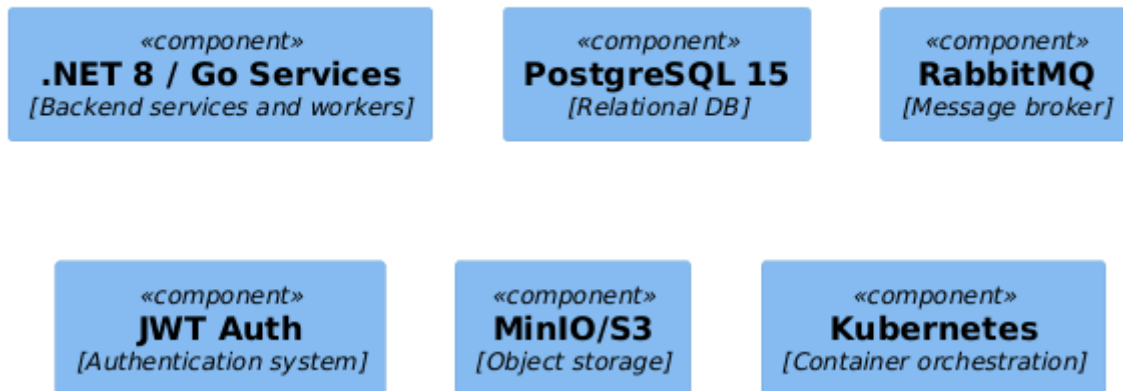 «component»
.NET 8 / Go Services
[Backend services and workers]
«component»
PostgreSQL 15
[Relational DB]
«component»
RabbitMQ
[Message broker]
«component»
JWT Auth
[Authentication system]
«component»
MinIO/S3
[Object storage]
«component»
Kubernetes
[Container orchestration]